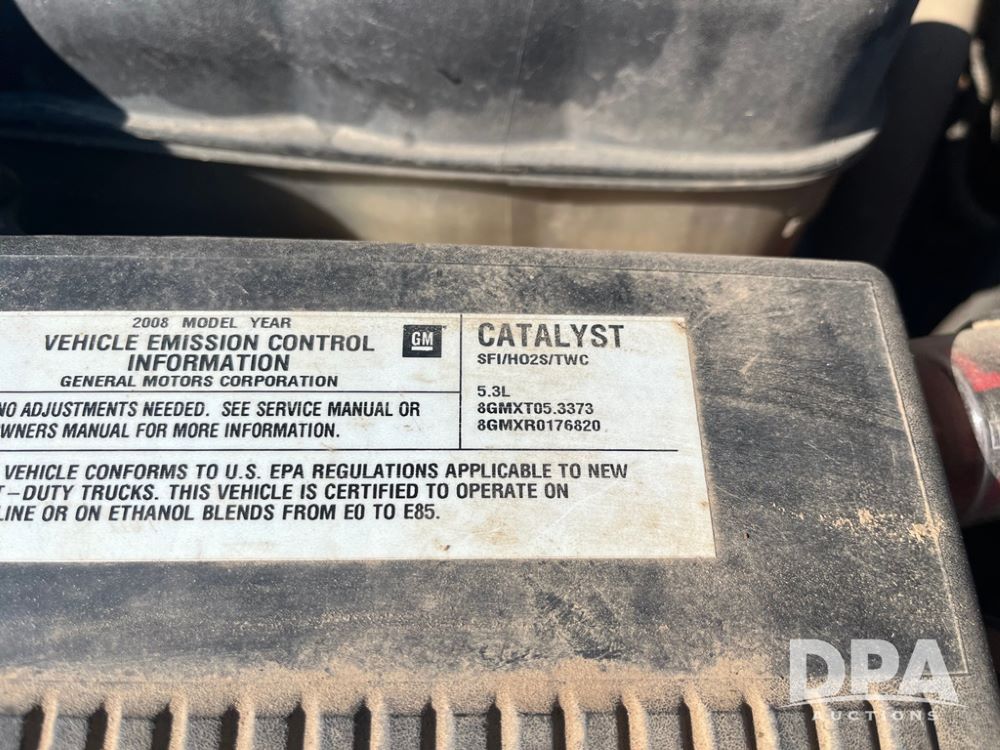 2008 MODEL YEAR
VEHICLE EMISSION CONTROL
INFORMATION
GENERAL MOTORS CORPORATION
GM
CATALYST
SFI/HO2S/TWC
5.3L
8GMXT05.3373
8GMXR0176820
NO ADJUSTMENTS NEEDED. SEE SERVICE MANUAL OR
WNERS MANUAL FOR MORE INFORMATION.
VEHICLE CONFORMS TO U.S. EPA REGULATIONS APPLICABLE TO NEW
T-DUTY TRUCKS. THIS VEHICLE IS CERTIFIED TO OPERATE ON
LINE OR ON ETHANOL BLENDS FROM E0 TO E85.
DPA
AUCTIONS